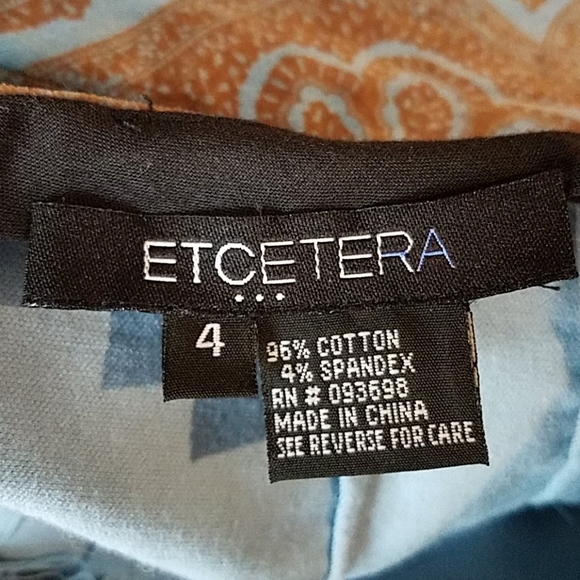 ETCETERA
...
4
96% COTTON
4% SPANDEX
RN # 093698
MADE IN CHINA
SEE REVERSE FOR CARE